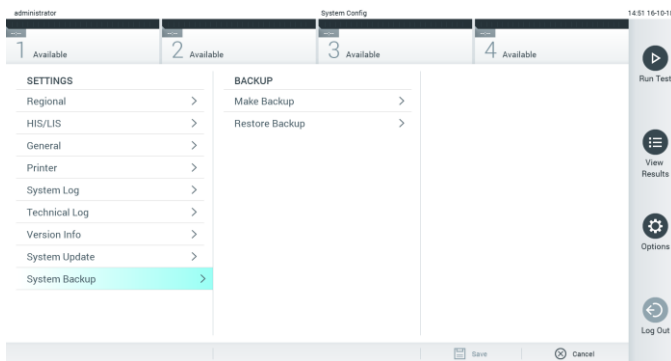 administrator System Config 14:51 16-10-15
1 Available 2 Available 3 Available 4 Available
SETTINGS BACKUP
Regional Make Backup
HIS/LIS Restore Backup
General
Printer
System Log
Technical Log
Version Info
System Update
System Backup
Run Test
View
Results
Options
Log Out
Save Cancel